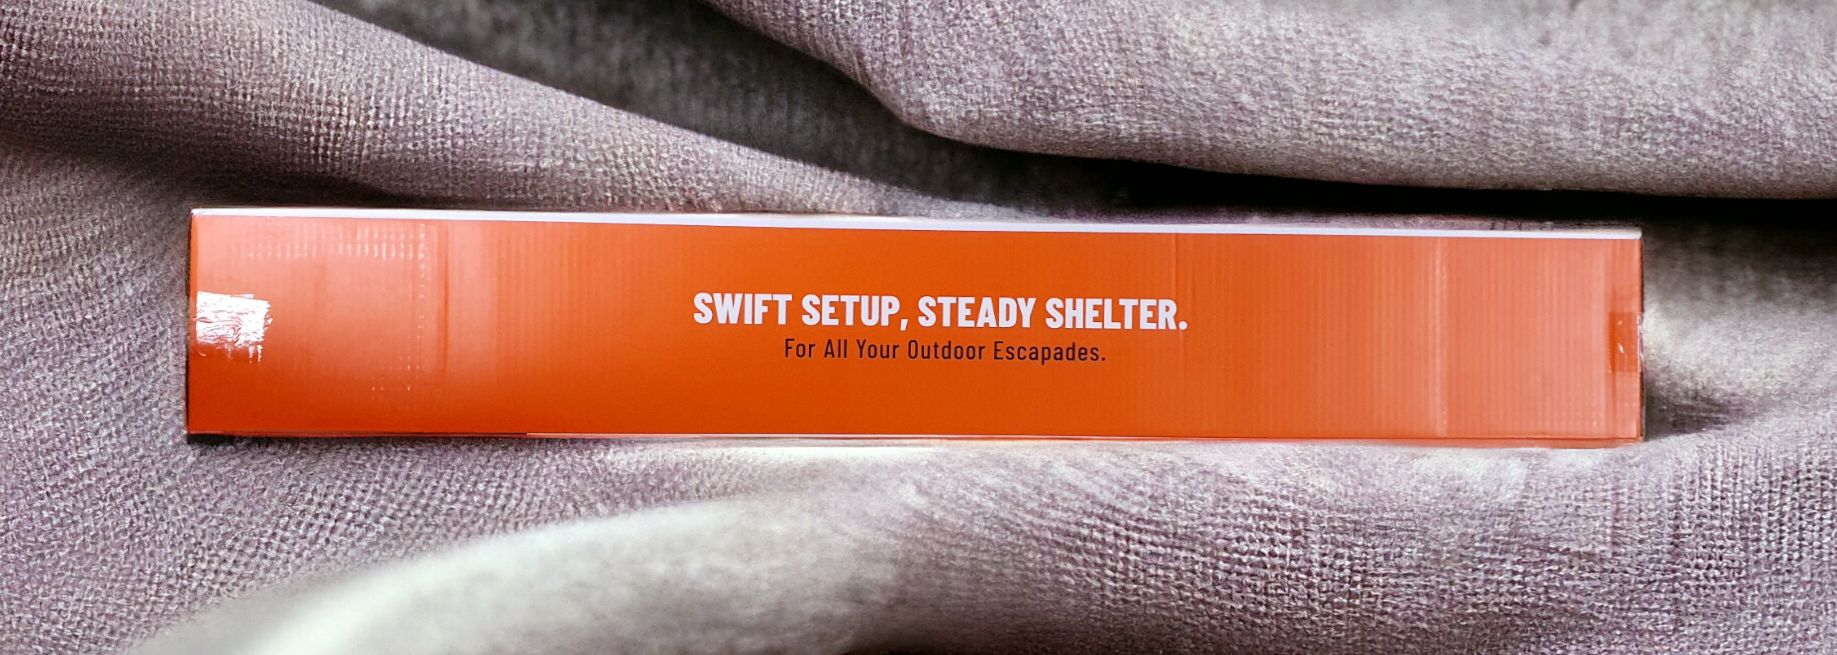 SWIFT SETUP, STEADY SHELTER.
For All Your Outdoor Escapades.